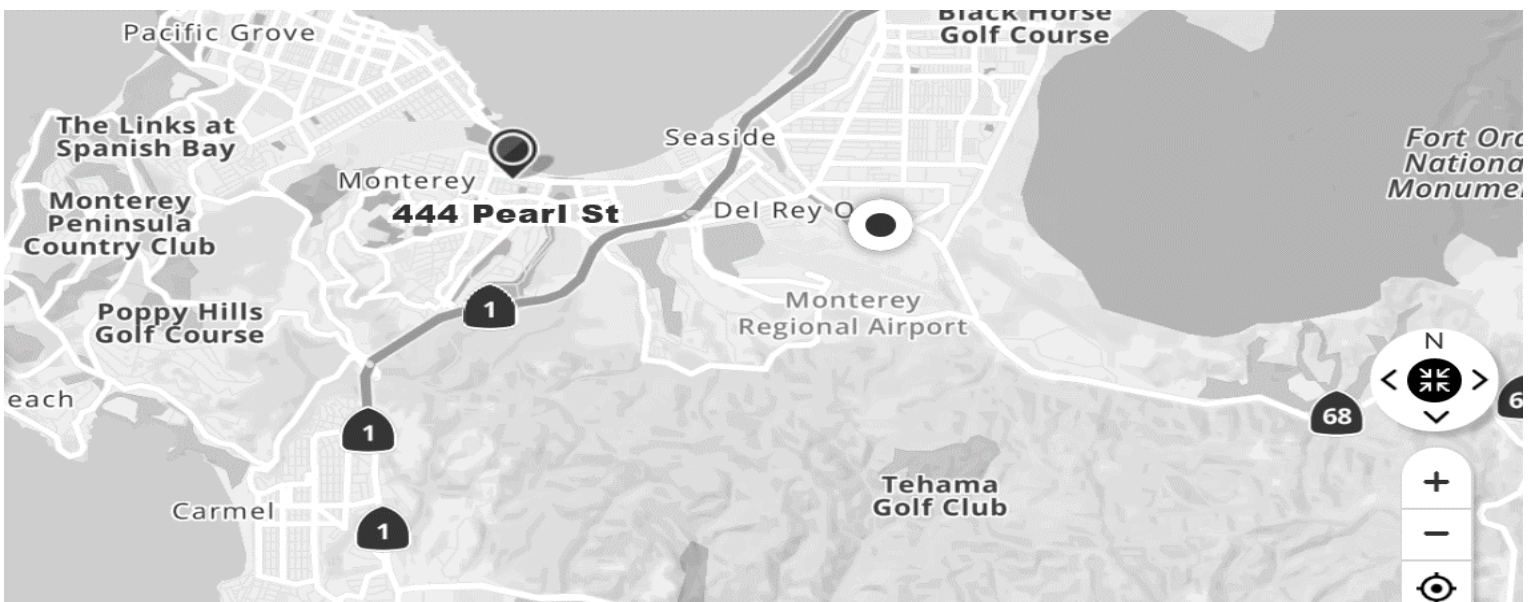 Black Horse
Golf Course
Pacific Grove
The Links at
Spanish Bay
Seaside
Fort Ord
National
Monumen
Monterey
Monterey
Peninsula
Country Club
444 Pearl St
Del Rey O
Monterey
Regional Airport
Poppy Hills
Golf Course
1
N
each
68
6
1
Tehama
Golf Club
Carmel
1